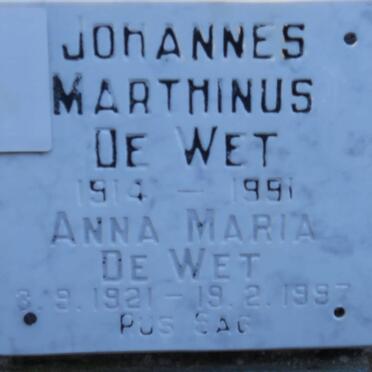 JOHANNES
MARTHINUS
DE WET
1914 - 1991
ANNA MARIA
DE WET
3.9.1921 - 19.2.1997
RUS SAG